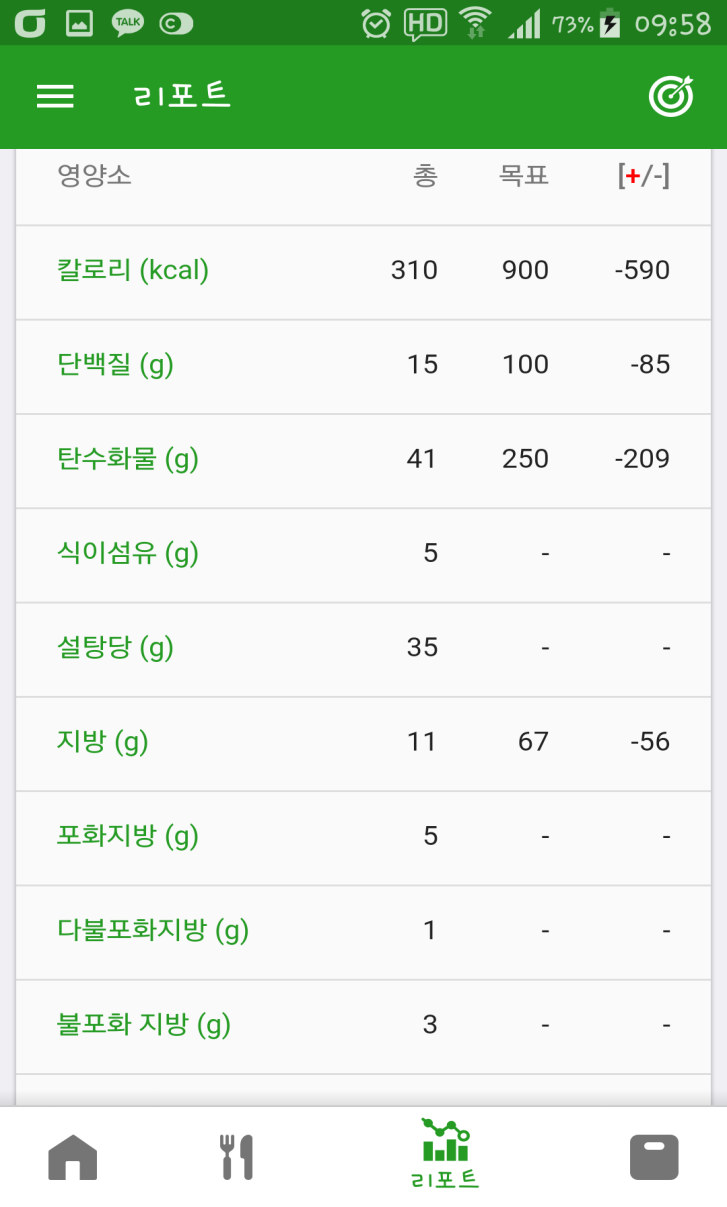 TALK HD 73% 09:58
리포트
영양소 총 목표 [+/-]
칼로리 (kcal) 310 900 -590
단백질 (g) 15 100 -85
탄수화물 (g) 41 250 -209
식이섬유 (g) 5 - -
설탕당 (g) 35 - -
지방 (g) 11 67 -56
포화지방 (g) 5 - -
다불포화지방 (g) 1 - -
불포화 지방 (g) 3 - -
리포트